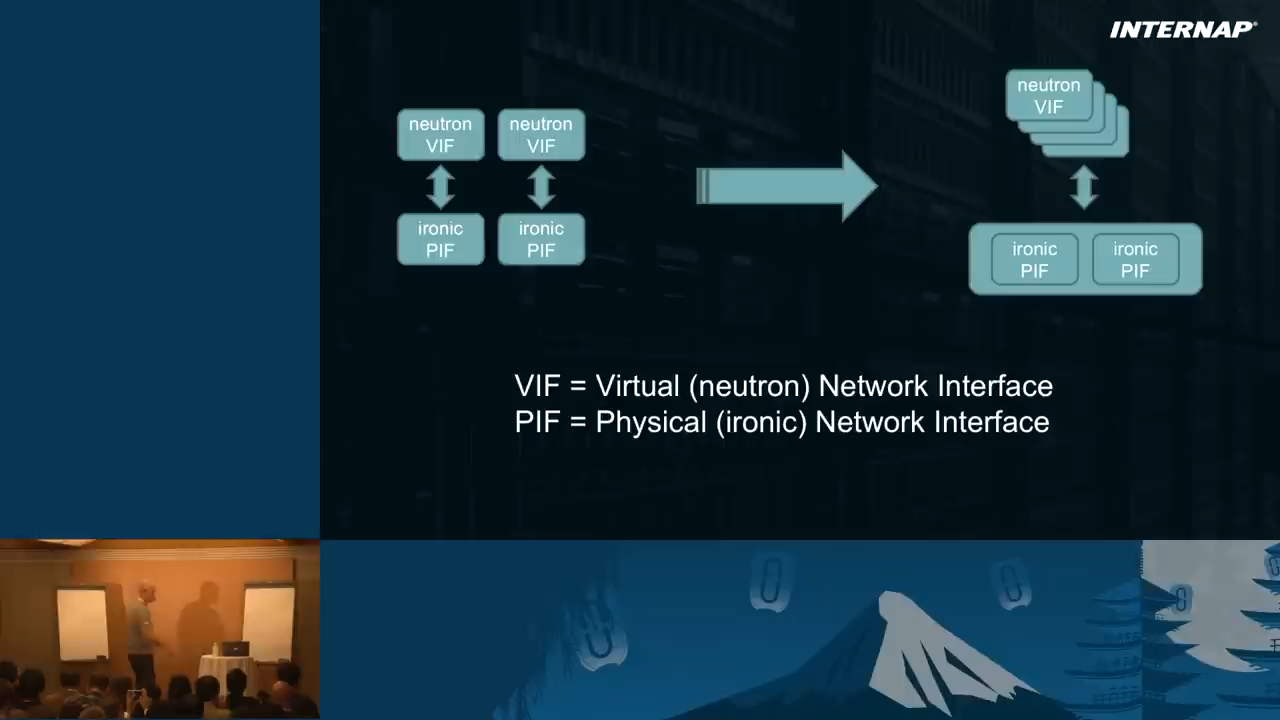 INTERNAP
neutron
VIF
neutron
VIF
ironic
PIF
ironic
PIF
neutron
VIF
ironic
PIF
ironic
PIF
VIF = Virtual (neutron) Network Interface
PIF = Physical (ironic) Network Interface